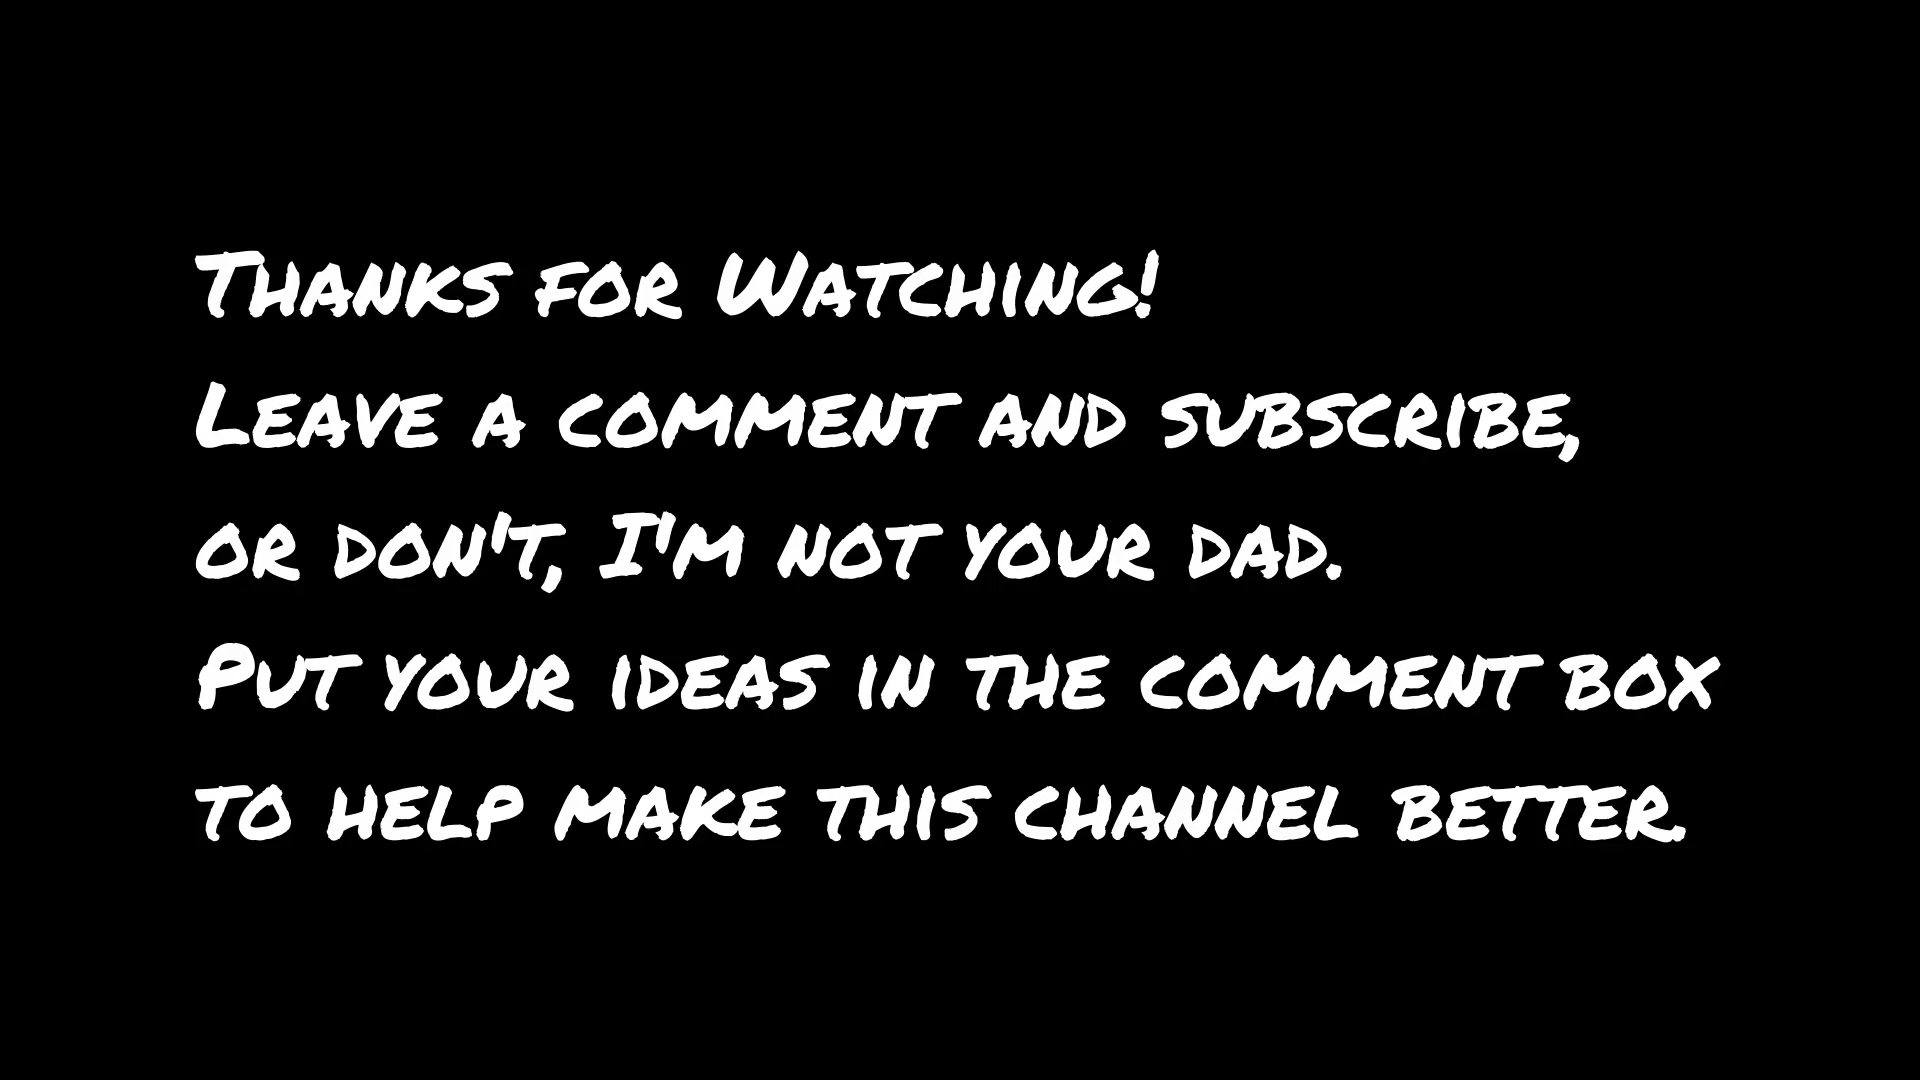 Thanks for Watching!
Leave a comment and subscribe,
or don't, I'm not your dad.
Put your ideas in the comment box
to help make this channel better.